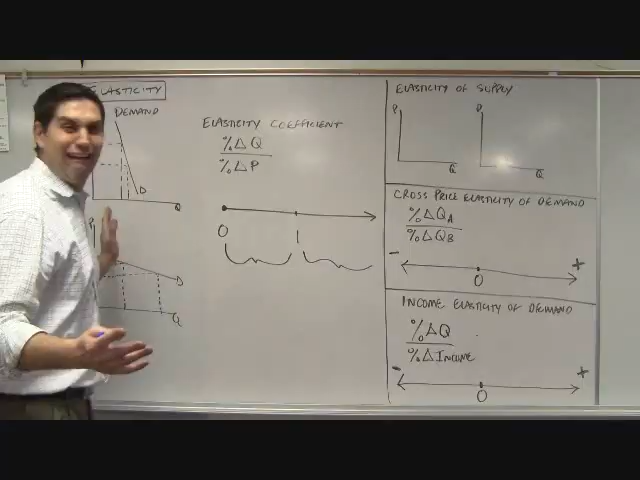 ELASTICITY
DEMAND
D
Q
P
D
Q
ELASTICITY COEFFICIENT
%ΔQ
%ΔP
0
1
ELASTICITY OF SUPPLY
P
Q
P
Q
CROSS PRICE ELASTICITY OF DEMAND
%ΔQA
%ΔQB
- +
0
INCOME ELASTICITY OF DEMAND
%ΔQ
%ΔINCOME
- +
0